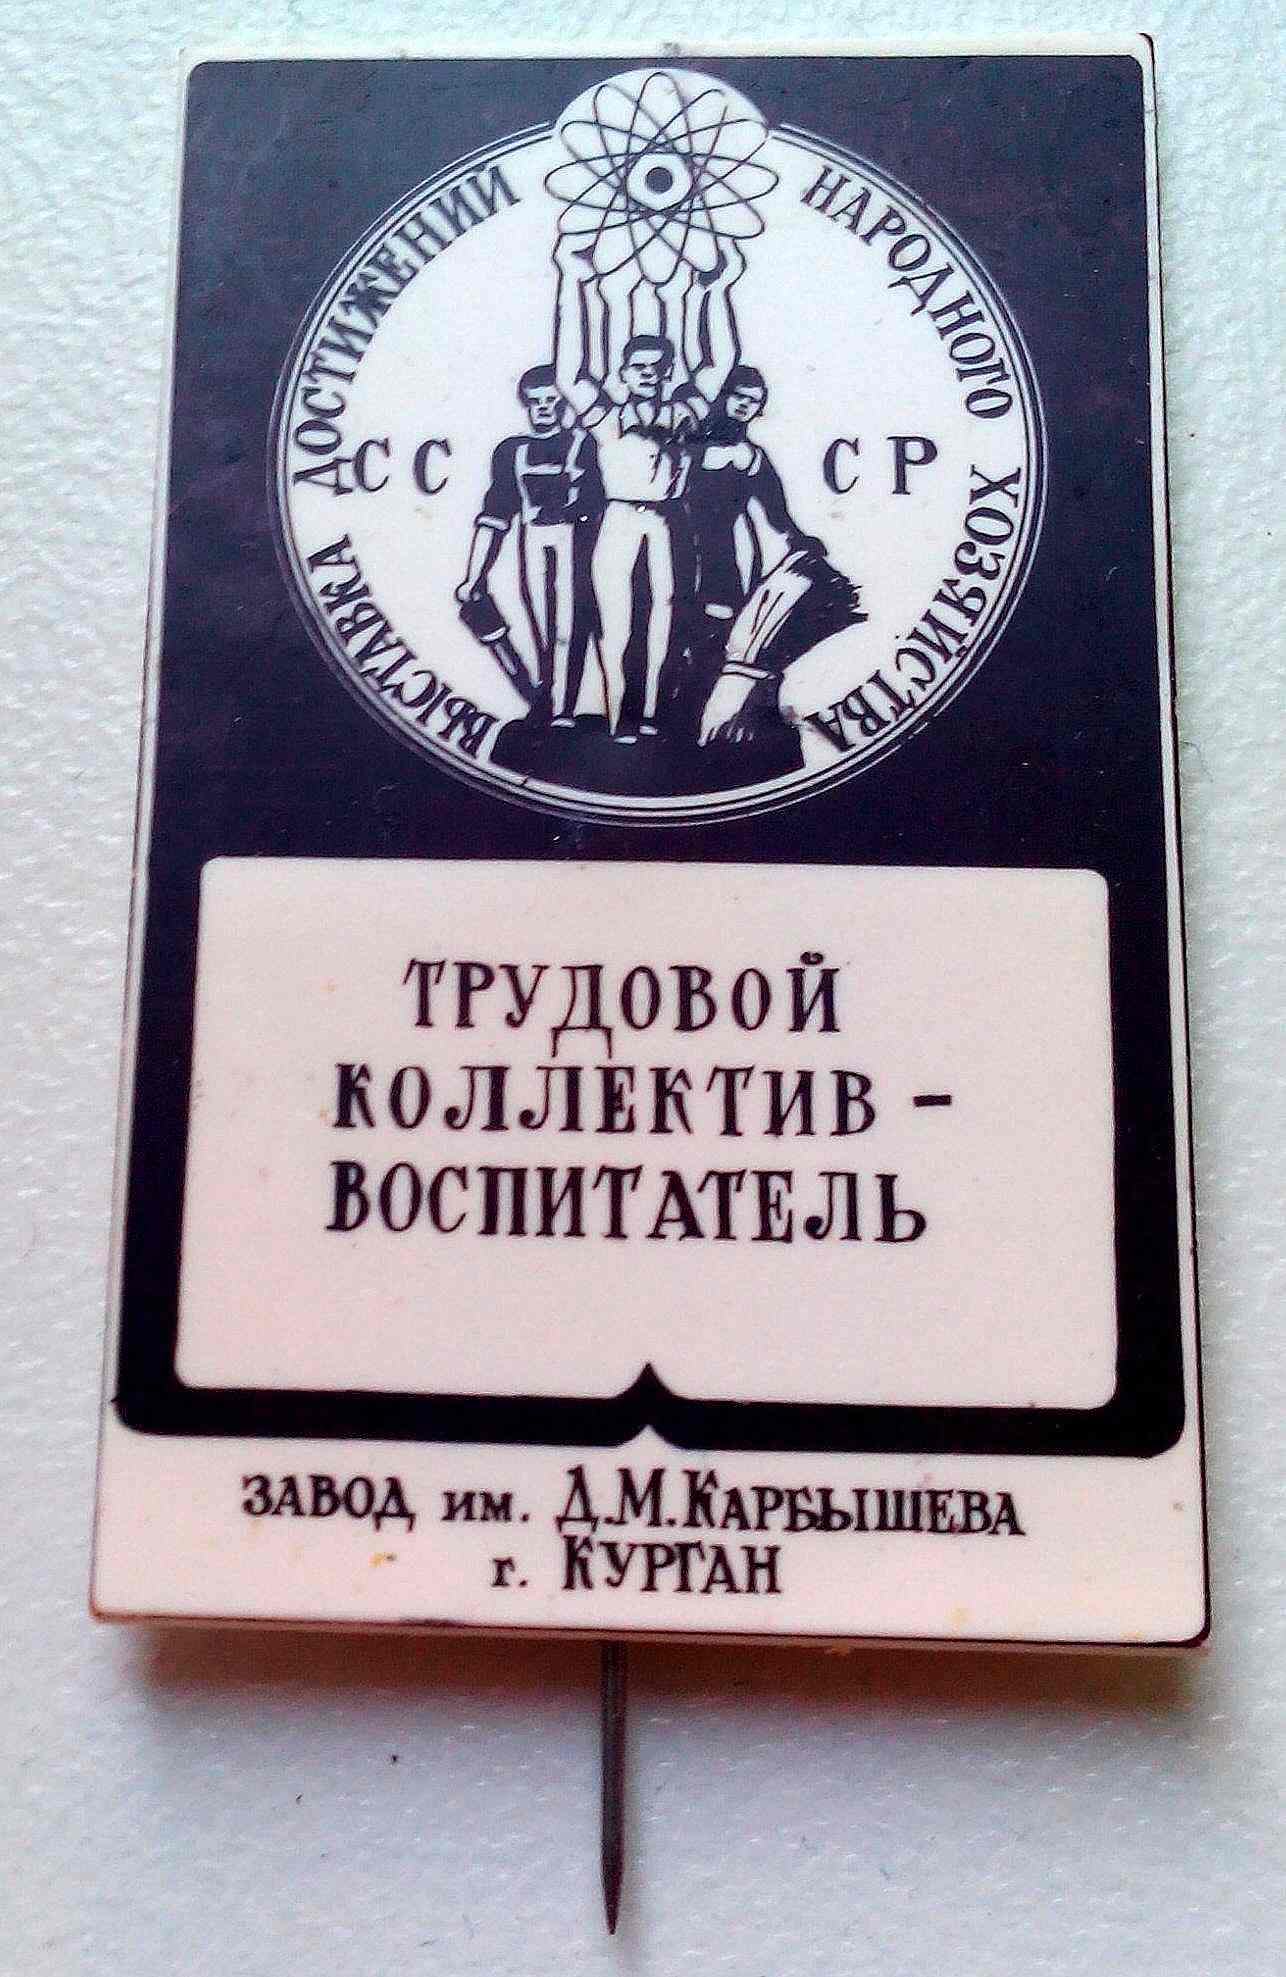 ВЫСТАВКА ДОСТИЖЕНИЙ НАРОДНОГО ХОЗЯЙСТВА
СС СР
ТРУДОВОЙ
КОЛЛЕКТИВ -
ВОСПИТАТЕЛЬ
ЗАВОД им. Д.М.КАРБЫШЕВА
г. КУРГАН